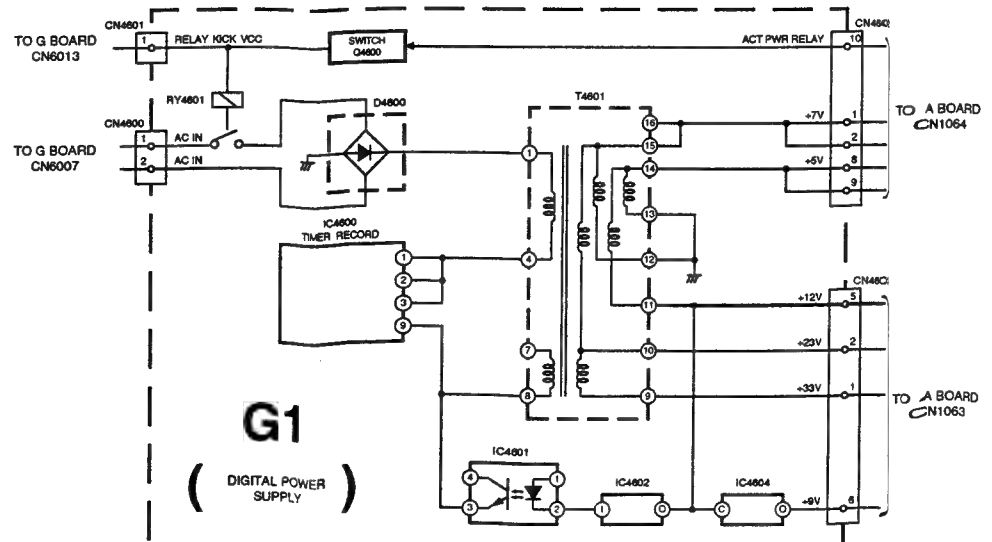 CN4601
TO G BOARD
CN6013
1
RELAY KICK VCC
SWITCH
Q4600
ACT PWR RELAY
10
RY4601
D4600
T4601
CN4600
TO G BOARD
CN6007
1
AC IN
2
AC IN
1
4
7
8
16
15
14
13
12
11
10
9
+7V
1
2
+5V
8
9
TO A BOARD
CN1064
IC4600
TIMER RECORD
1
2
3
9
+12V
5
+23V
2
+33V
1
TO A BOARD
CN1063
G1
( DIGITAL POWER
SUPPLY )
IC4601
4
3
1
2
IC4602
I
O
IC4604
C
O
+9V
6